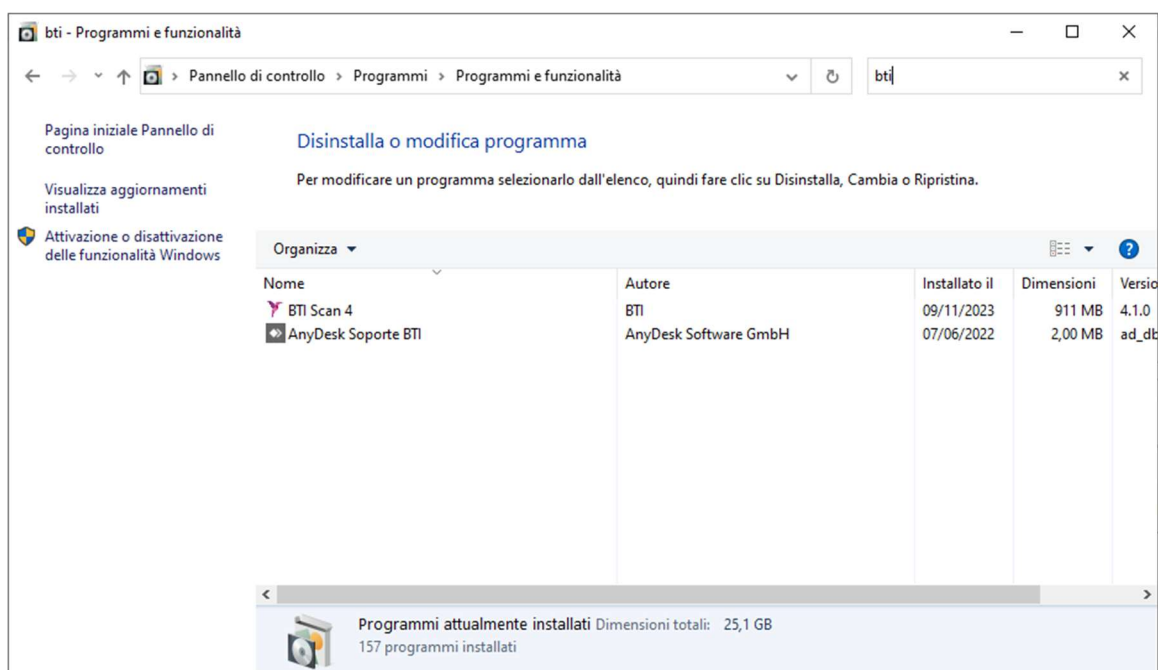 bti - Programmi e funzionalità
Pannello di controllo > Programmi > Programmi e funzionalità
bti
Pagina iniziale Pannello di
controllo
Visualizza aggiornamenti
installati
Attivazione o disattivazione
delle funzionalità Windows
Disinstalla o modifica programma
Per modificare un programma selezionarlo dall'elenco, quindi fare clic su Disinstalla, Cambia o Ripristina.
Organizza
Nome Autore Installato il Dimensioni Versio
BTI Scan 4 BTI 09/11/2023 911 MB 4.1.0
AnyDesk Soporte BTI AnyDesk Software GmbH 07/06/2022 2,00 MB ad_db
Programmi attualmente installati Dimensioni totali: 25,1 GB
157 programmi installati